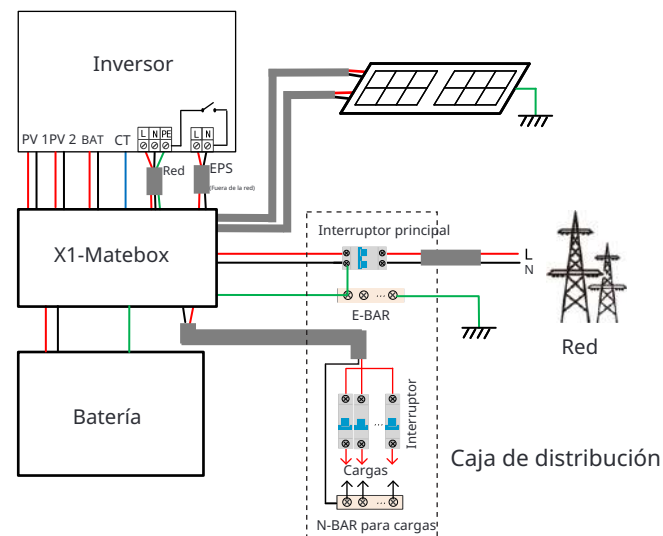 Inversor
PV 1 PV 2 BAT CT
L N PE
L N
Red
EPS
(Fuera de la red)
X1-Matebox
Interruptor principal
L
N
E-BAR
Red
Batería
Interruptor
...
...
Cargas
...
N-BAR para cargas
Caja de distribución